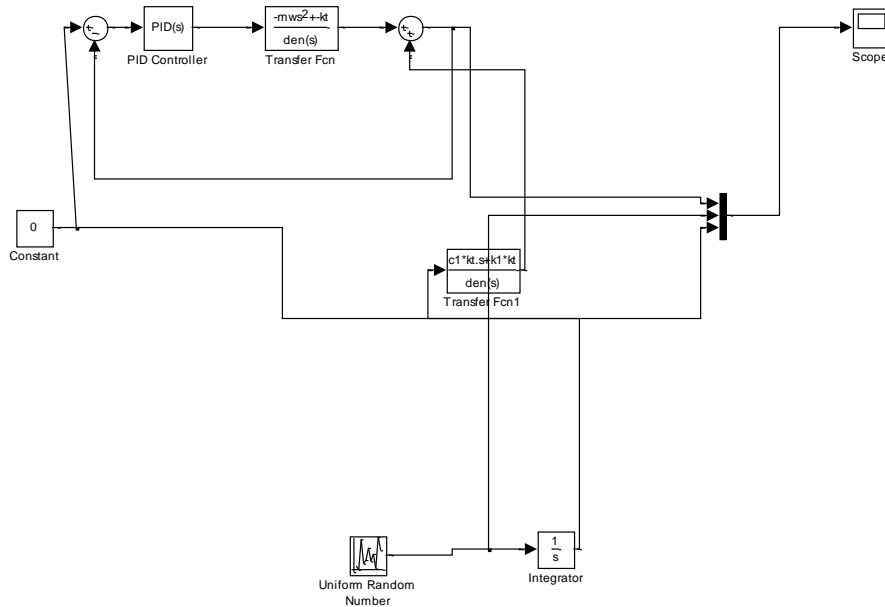 PID(s)
PID Controller
-mws²+-kt
den(s)
Transfer Fcn
Scope
0
Constant
c1*kt.s+k1*kt
den(s)
Transfer Fcn1
Uniform Random
Number
1
s
Integrator